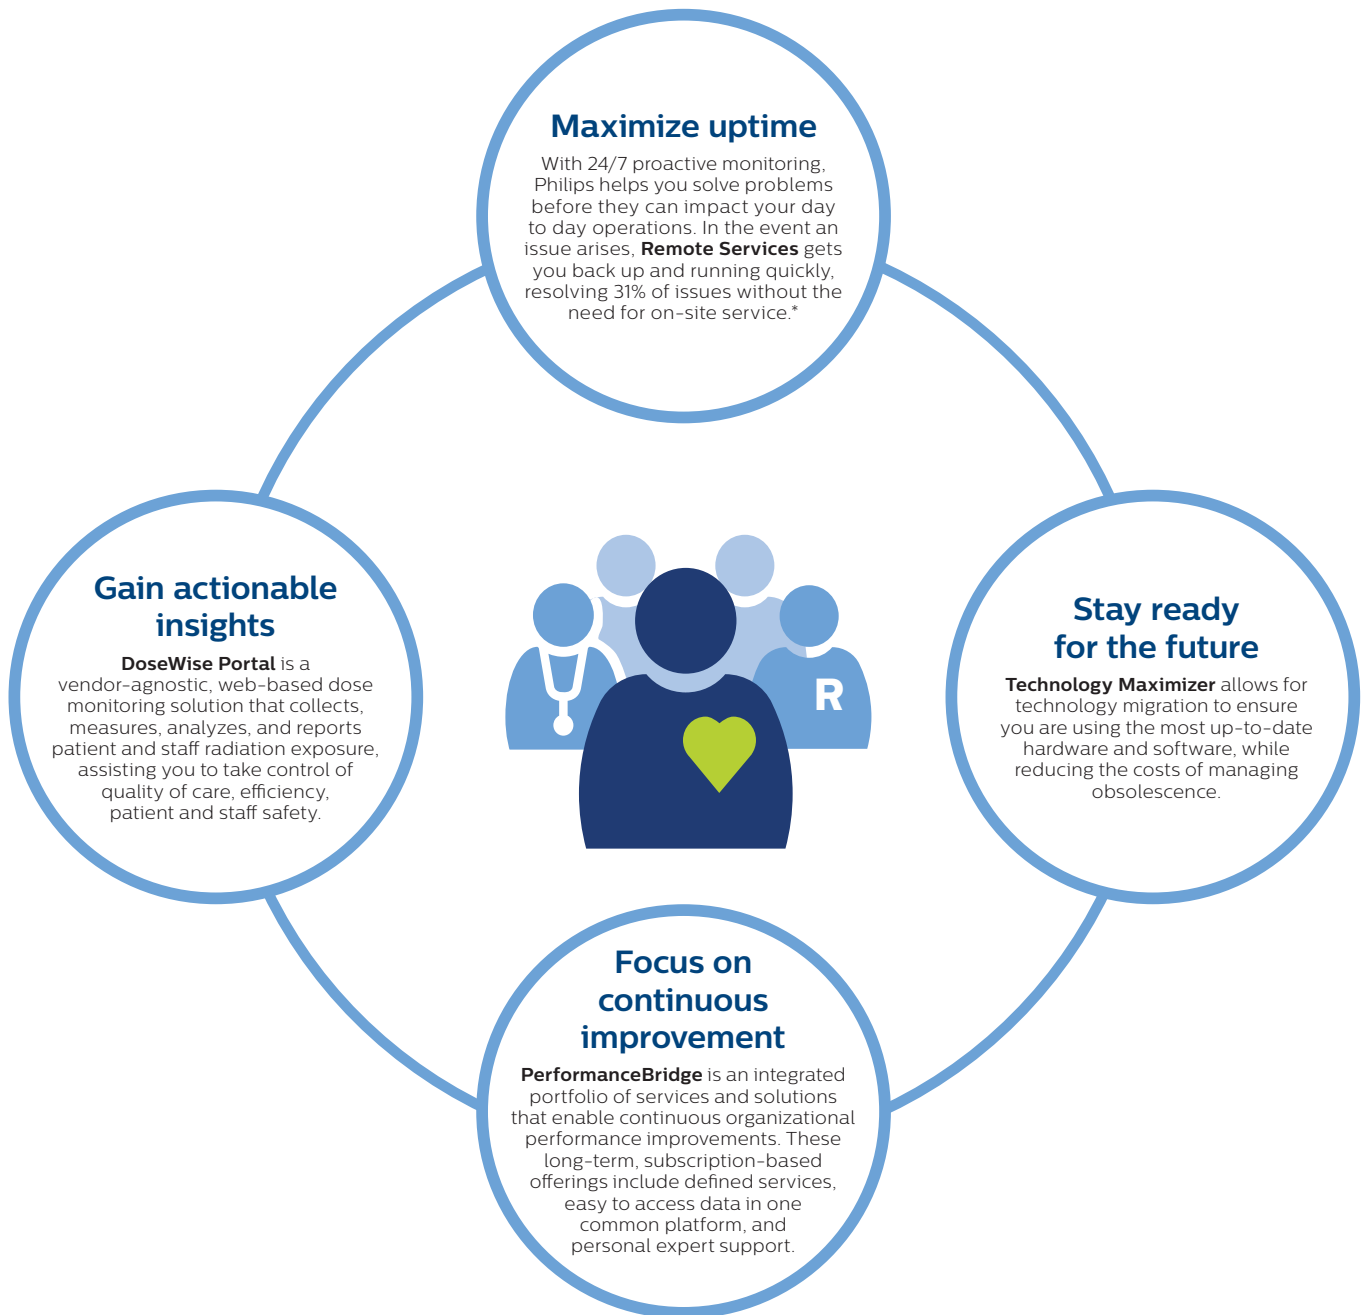 Maximize uptime
With 24/7 proactive monitoring,
Philips helps you solve problems
before they can impact your day
to day operations. In the event an
issue arises, Remote Services gets
you back up and running quickly,
resolving 31% of issues without the
need for on-site service.*
Gain actionable
insights
DoseWise Portal is a
vendor-agnostic, web-based dose
monitoring solution that collects,
measures, analyzes, and reports
patient and staff radiation exposure,
assisting you to take control of
quality of care, efficiency,
patient and staff safety.
R
Stay ready
for the future
Technology Maximizer allows for
technology migration to ensure
you are using the most up-to-date
hardware and software, while
reducing the costs of managing
obsolescence.
Focus on
continuous
improvement
PerformanceBridge is an integrated
portfolio of services and solutions
that enable continuous organizational
performance improvements. These
long-term, subscription-based
offerings include defined services,
easy to access data in one
common platform, and
personal expert support.